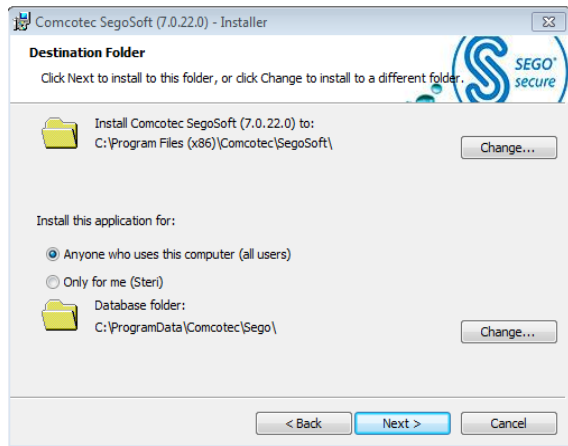 Comcotec SegoSoft (7.0.22.0) - Installer
Destination Folder
Click Next to install to this folder, or click Change to install to a different folder.
SEGO°
secure
Install Comcotec SegoSoft (7.0.22.0) to:
C:\Program Files (x86)\Comcotec\SegoSoft\
Change...
Install this application for:
Anyone who uses this computer (all users)
Only for me (Steri)
Database folder:
C:\ProgramData\Comcotec\Sego\
Change...
< Back
Next >
Cancel